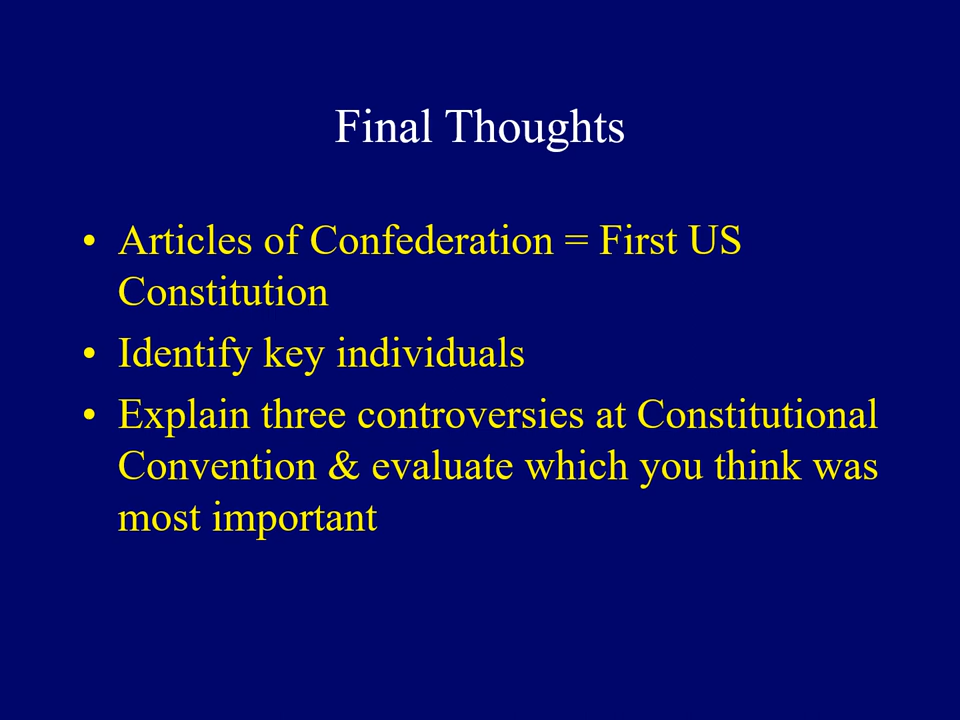 Final Thoughts
• Articles of Confederation = First US
Constitution
• Identify key individuals
• Explain three controversies at Constitutional
Convention & evaluate which you think was
most important